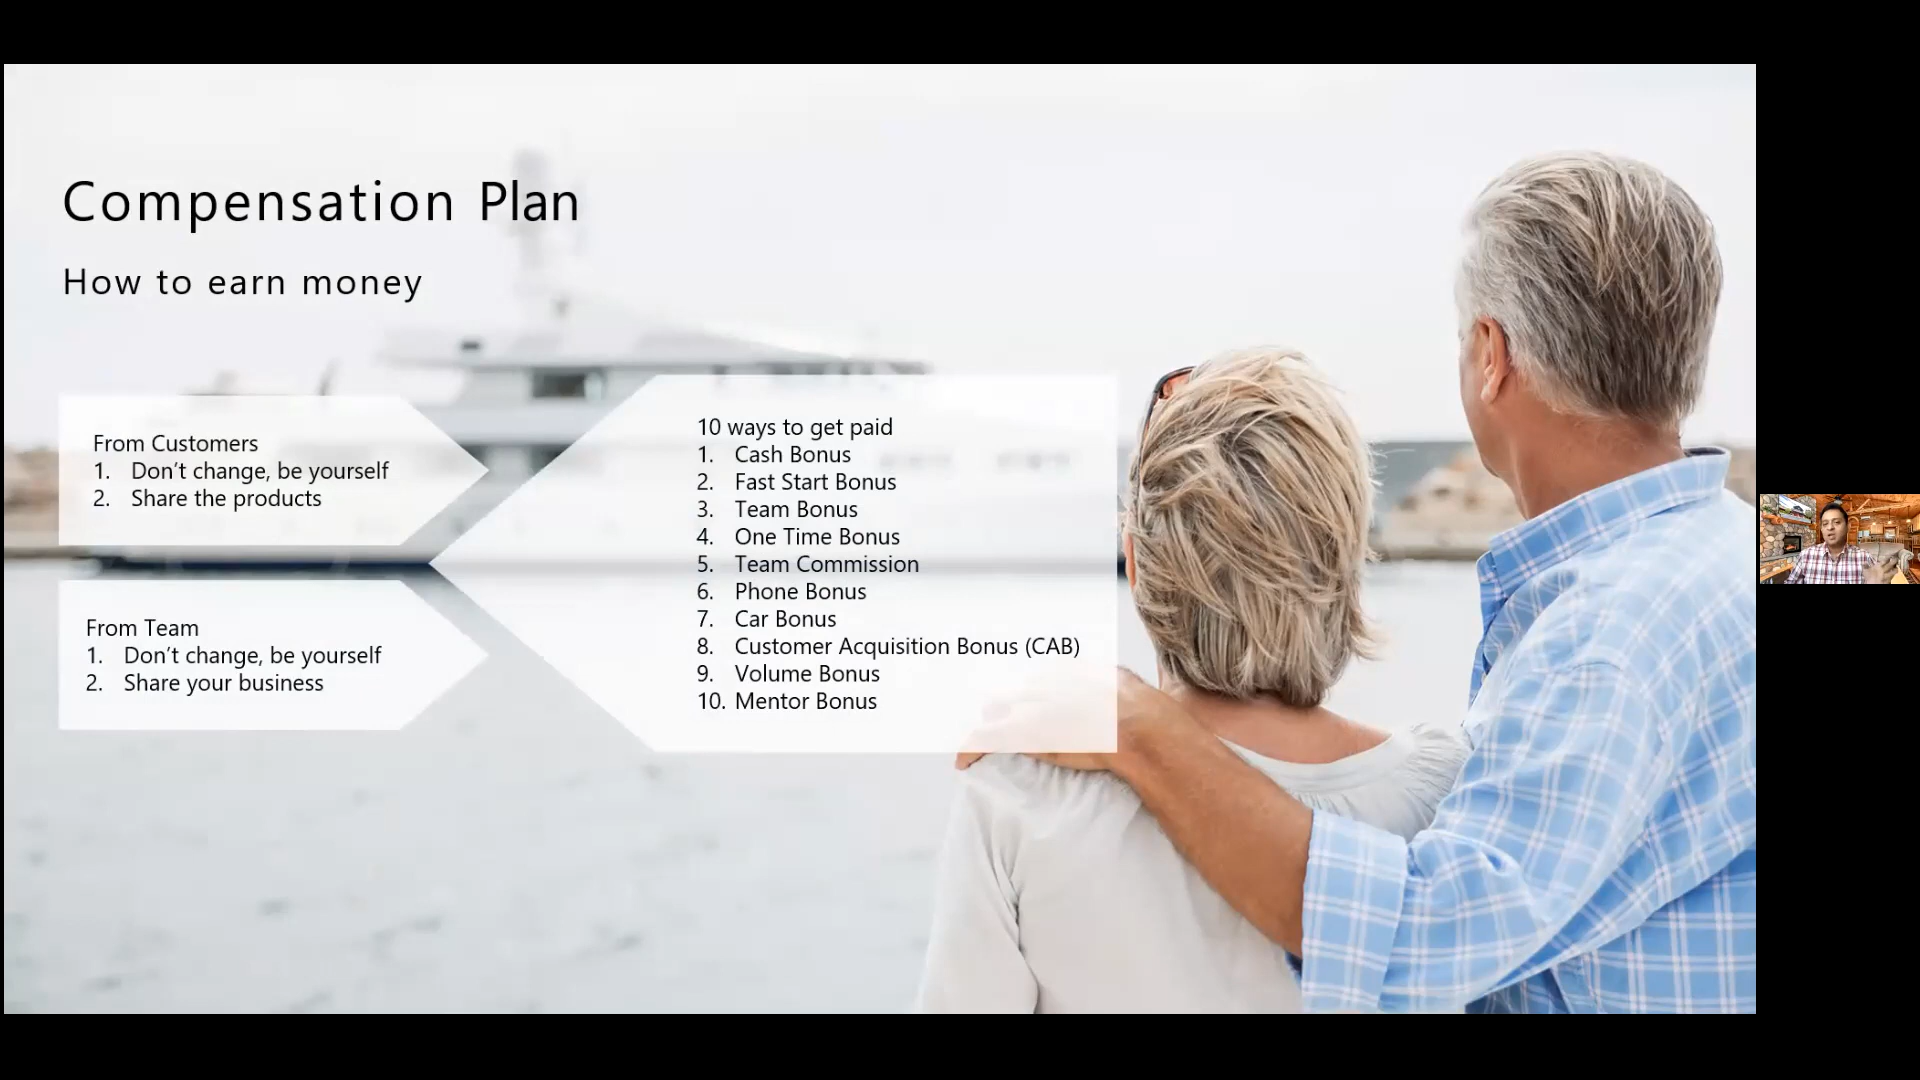 Compensation Plan
How to earn money
From Customers
1. Don’t change, be yourself
2. Share the products
From Team
1. Don’t change, be yourself
2. Share your business
10 ways to get paid
1. Cash Bonus
2. Fast Start Bonus
3. Team Bonus
4. One Time Bonus
5. Team Commission
6. Phone Bonus
7. Car Bonus
8. Customer Acquisition Bonus (CAB)
9. Volume Bonus
10. Mentor Bonus